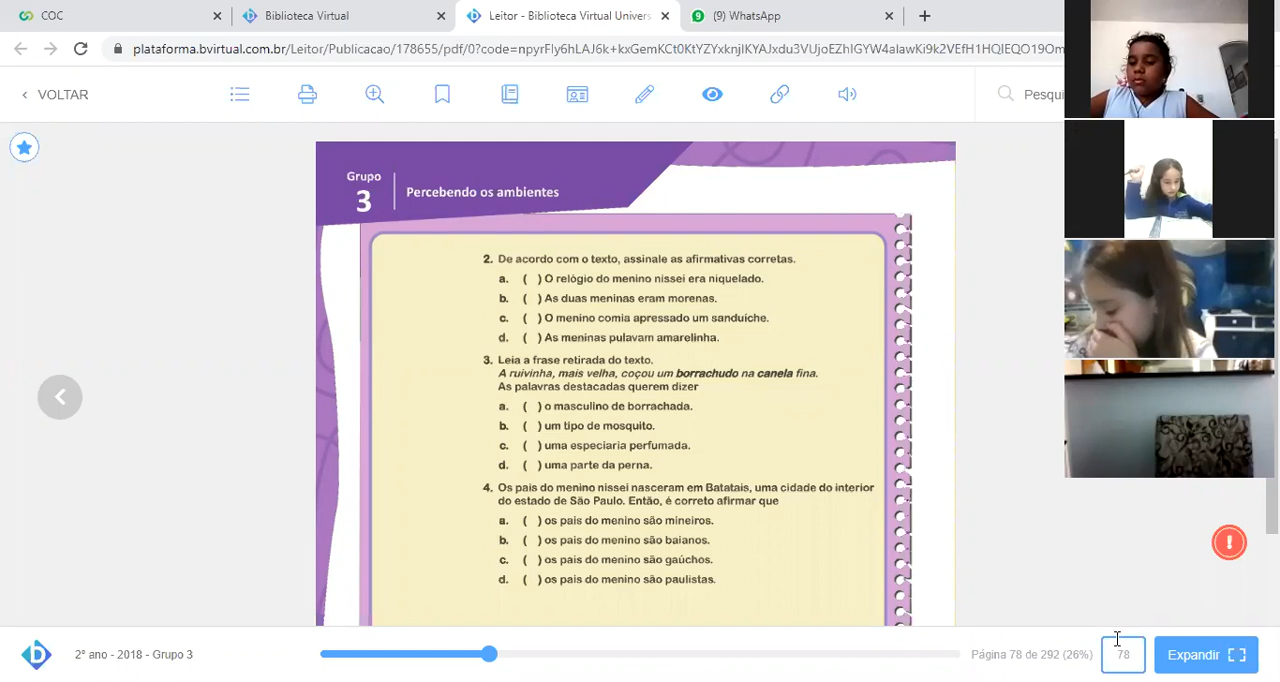 COC
Biblioteca Virtual
Leitor - Biblioteca Virtual Univers
(9) WhatsApp
plataforma.bvirtual.com.br/Leitor/Publicacao/178655/pdf/0?code=
VOLTAR
Pesqui
Grupo
3
Percebendo os ambientes
2. De acordo com o texto, assinale as afirmativas corretas.
a. ( ) O relógio do menino nissei era niquelado.
b. ( ) As duas meninas eram morenas.
c. ( ) O menino comia apressado um sanduíche.
d. ( ) As meninas pulavam amarelinha.
3. Leia a frase retirada do texto.
A ruivinha, mais velha, coçou um borrachudo na canela fina.
As palavras destacadas querem dizer
a. ( ) o masculino de borrachada.
b. ( ) um tipo de mosquito.
c. ( ) uma especiaria perfumada.
d. ( ) uma parte da perna.
4. Os pais do menino nissei nasceram em Batatais, uma cidade do interior
do estado de São Paulo. Então, é correto afirmar que
a. ( ) os pais do menino são mineiros.
b. ( ) os pais do menino são baianos.
c. ( ) os pais do menino são gaúchos.
d. ( ) os pais do menino são paulistas.
2º ano - 2018 - Grupo 3
Página 78 de 292 (26%)
78
Expandir